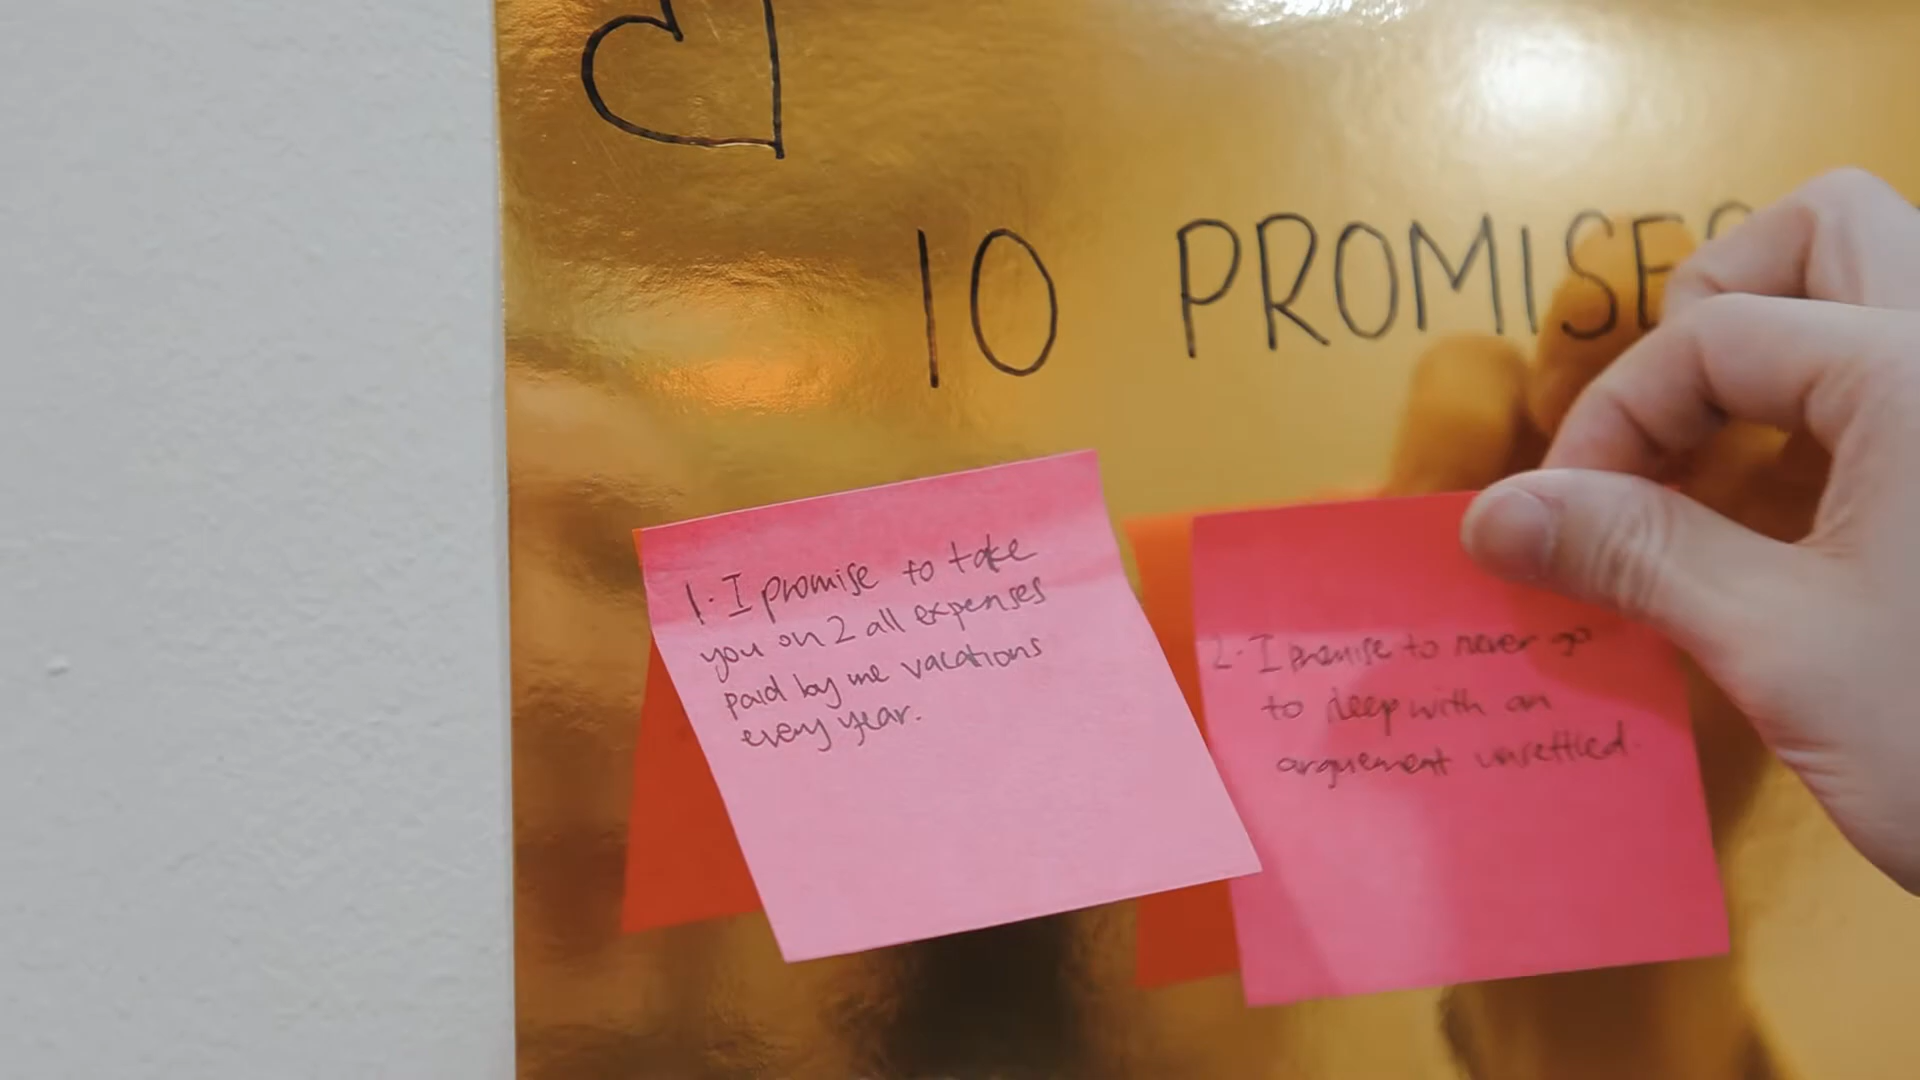 10 PROMISES
1. I promise to take
you on 2 all expenses
paid by me vacations
every year.
2. I promise to never go
to sleep with an
arguement unsettled.